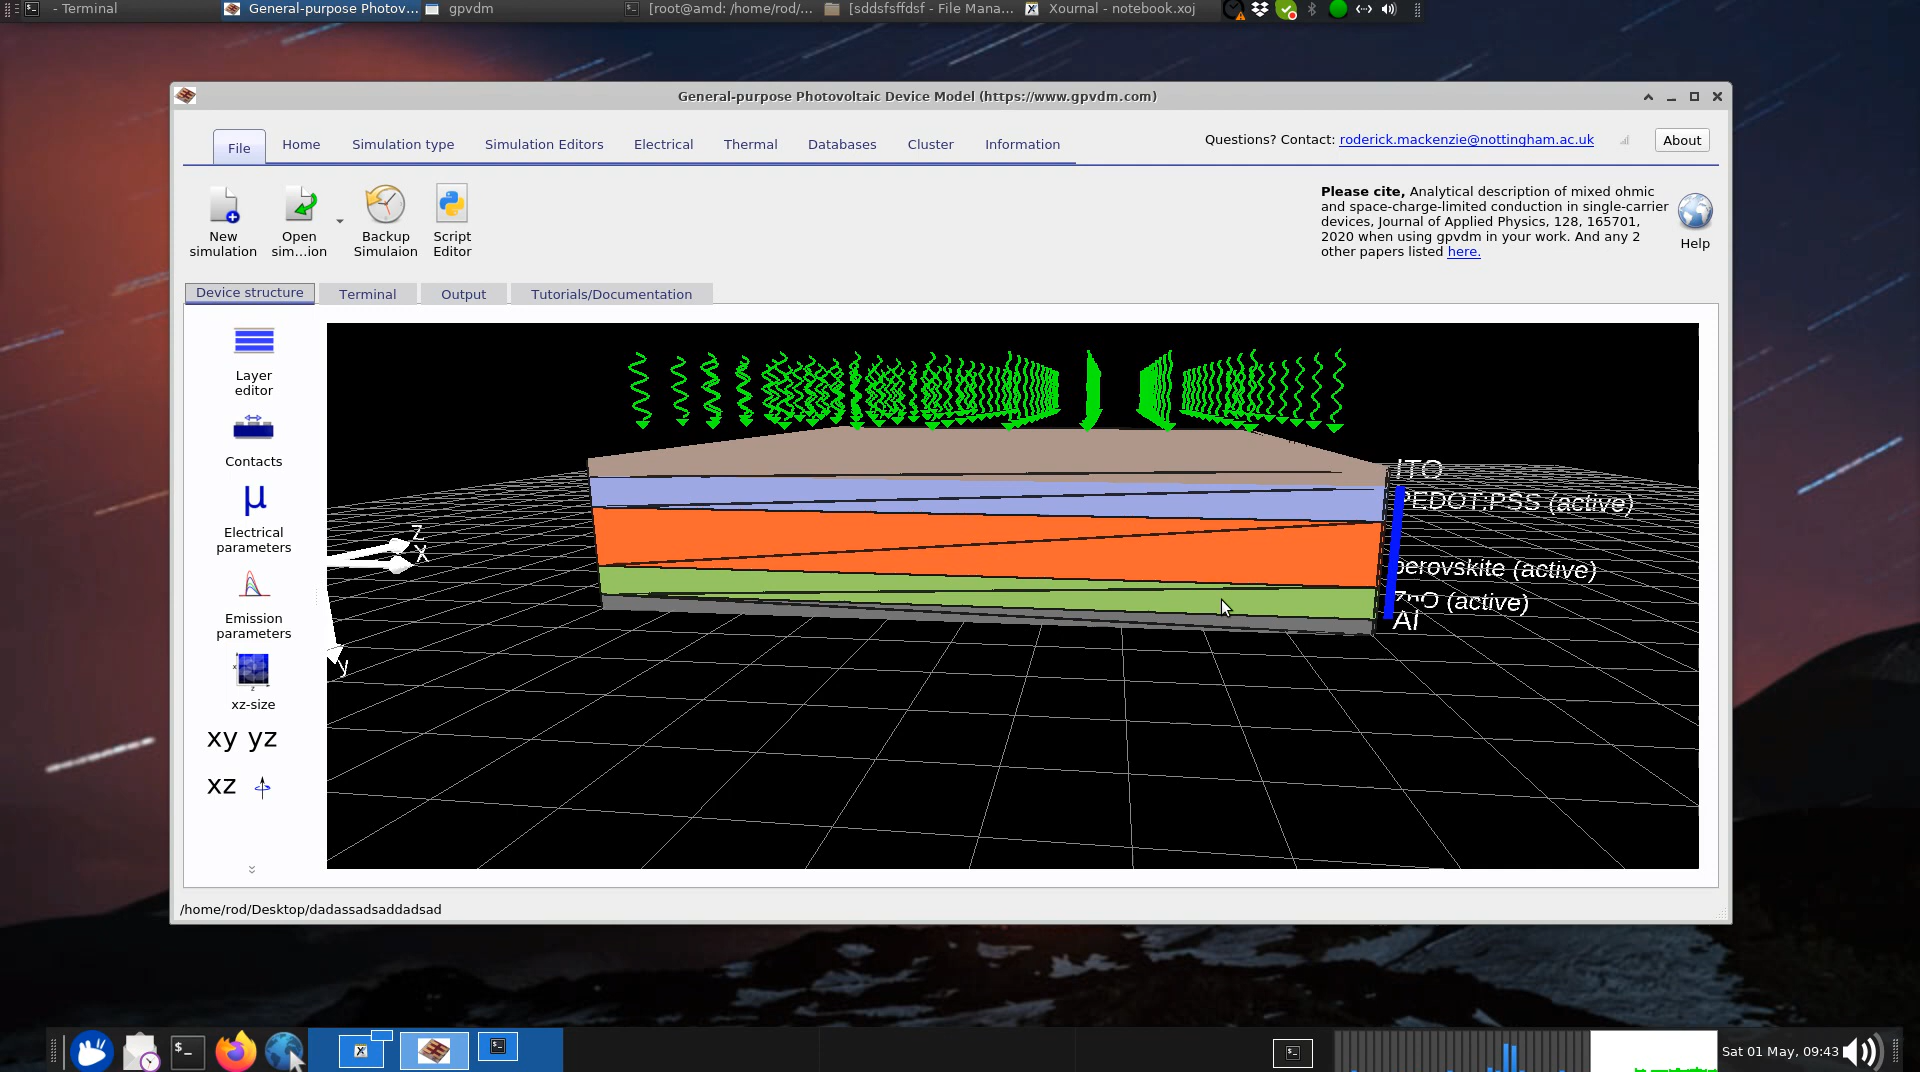 - Terminal
General-purpose Photov...
gpvdm
[root@amd: /home/rod/...
[sddsfsffdsf - File Mana...
Xournal - notebook.xoj
General-purpose Photovoltaic Device Model (https://www.gpvdm.com)
File
Home
Simulation type
Simulation Editors
Electrical
Thermal
Databases
Cluster
Information
Questions? Contact: roderick.mackenzie@nottingham.ac.uk
About
New
simulation
Open
sim...ion
Backup
Simulaion
Script
Editor
Please cite, Analytical description of mixed ohmic
and space-charge-limited conduction in single-carrier
devices, Journal of Applied Physics, 128, 165701,
2020 when using gpvdm in your work. And any 2
other papers listed here.
Help
Device structure
Terminal
Output
Tutorials/Documentation
Layer
editor
Contacts
μ
Electrical
parameters
Emission
parameters
x
z
xz-size
xy yz
xz
Z
X
y
ITO
PEDOT:PSS (active)
perovskite (active)
ZnO (active)
Al
/home/rod/Desktop/dadassadsaddadsad
Sat 01 May, 09:43